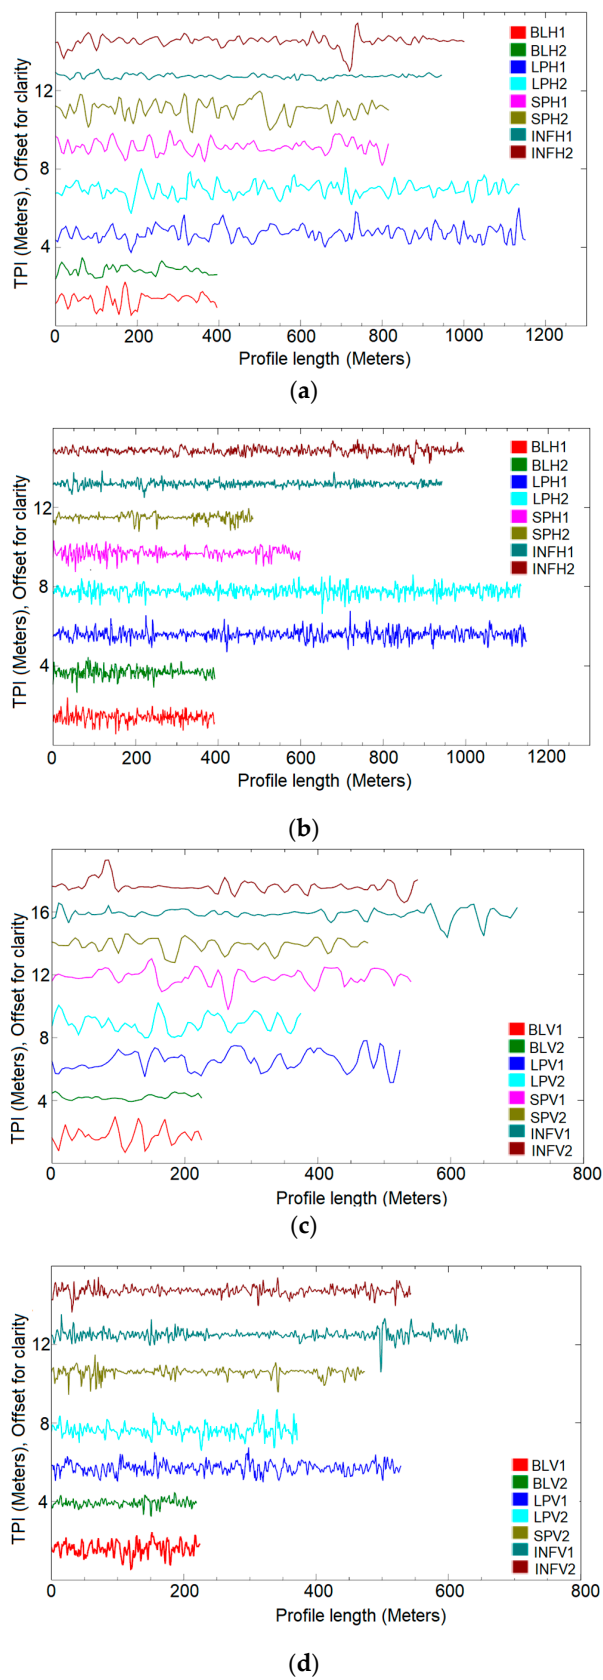 TPI (Meters), Offset for clarity
12
8
4
BLH1
BLH2
LPH1
LPH2
SPH1
SPH2
INFH1
INFH2
0 200 400 600 800 1000 1200
Profile length (Meters)
(a)
TPI (Meters), Offset for clarity
12
8
4
BLH1
BLH2
LPH1
LPH2
SPH1
SPH2
INFH1
INFH2
0 200 400 600 800 1000 1200
Profile length (Meters)
(b)
TPI (Meters), Offset for clarity
16
12
8
4
BLV1
BLV2
LPV1
LPV2
SPV1
SPV2
INFV1
INFV2
0 200 400 600 800
Profile length (Meters)
(c)
TPI (Meters), Offset for clarity
12
8
4
BLV1
BLV2
LPV1
LPV2
SPV2
INFV1
INFV2
0 200 400 600 800
Profile length (Meters)
(d)